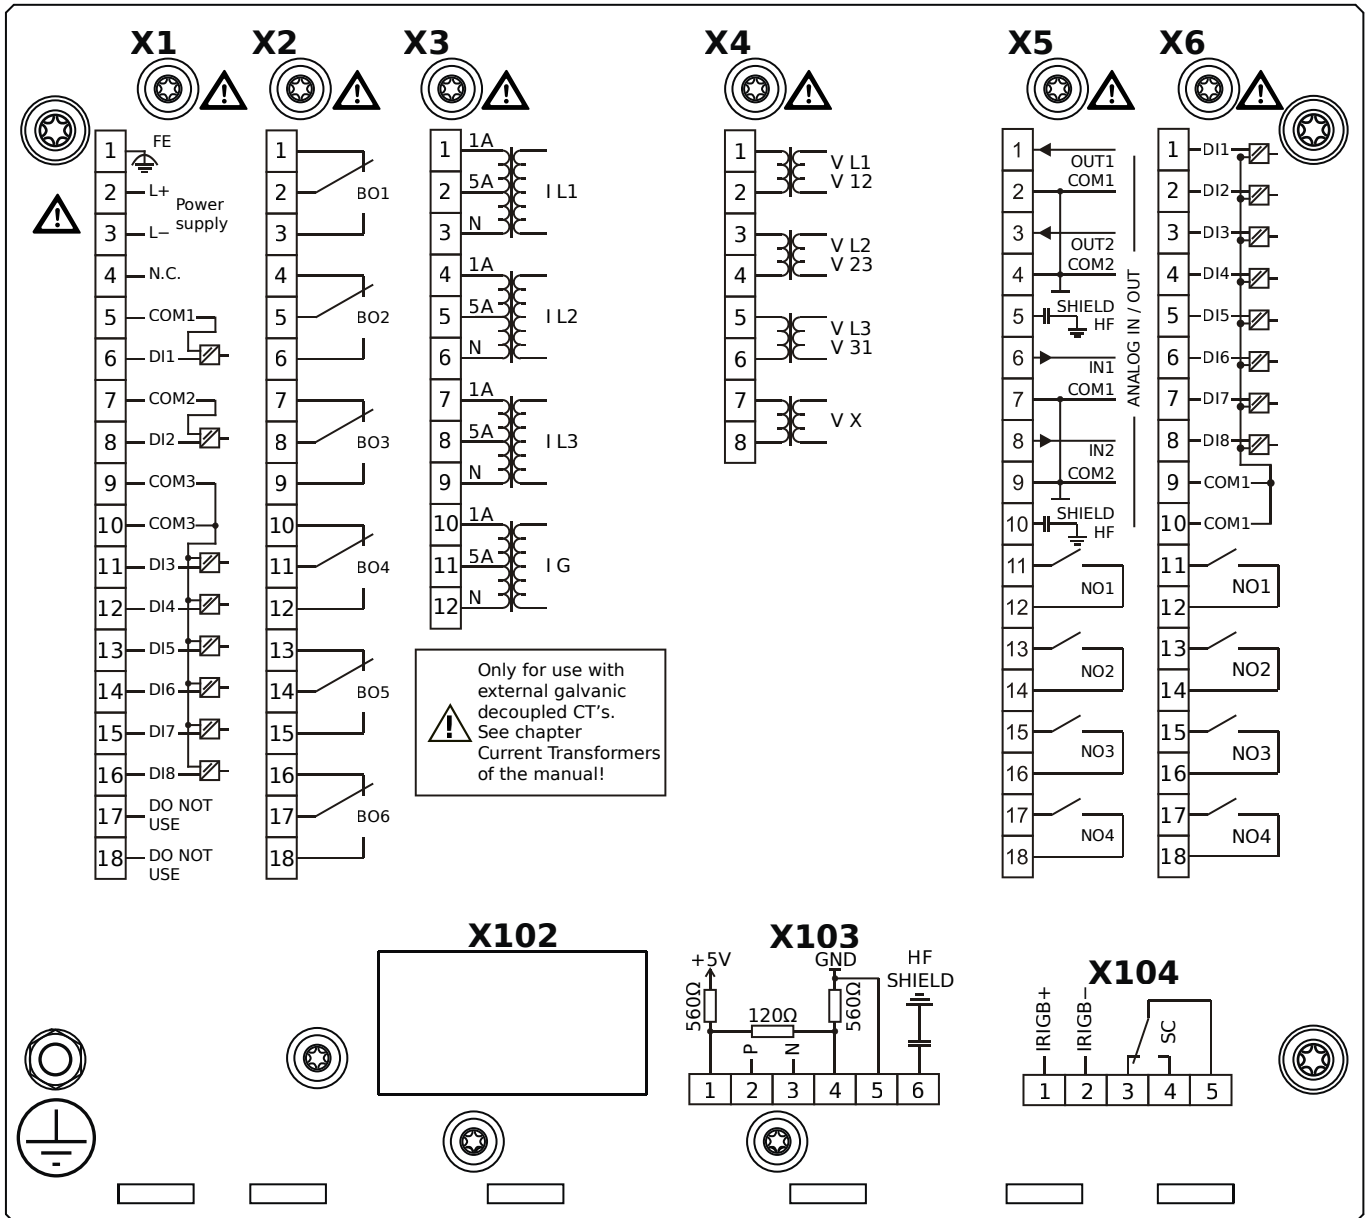 X1
X2
X3
X4
X5
X6
1 FE
2 L+
Power
supply
3 L−
4 N.C.
5 COM1
6 DI1
7 COM2
8 DI2
9 COM3
10 COM3
11 DI3
12 DI4
13 DI5
14 DI6
15 DI7
16 DI8
17 DO NOT
USE
18 DO NOT
USE
1
2 BO1
3
4
5 BO2
6
7
8 BO3
9
10
11 BO4
12
13
14 BO5
15
16
17 BO6
18
1 1A
2 5A I L1
3 N
4 1A
5 5A I L2
6 N
7 1A
8 5A I L3
9 N
10 1A
11 5A I G
12 N
Only for use with
external galvanic
decoupled CT's.
See chapter
Current Transformers
of the manual!
1 V L1
2 V 12
3 V L2
4 V 23
5 V L3
6 V 31
7 V X
8
1 OUT1
2 COM1
3 OUT2
4 COM2
5 SHIELD
HF
6 IN1
7 COM1
8 IN2
9 COM2
10 SHIELD
HF
ANALOG IN / OUT
11 NO1
12
13 NO2
14
15 NO3
16
17 NO4
18
1 DI1
2 DI2
3 DI3
4 DI4
5 DI5
6 DI6
7 DI7
8 DI8
9 COM1
10 COM1
11 NO1
12
13 NO2
14
15 NO3
16
17 NO4
18
X102
X103
+5V GND HF
SHIELD
560Ω 120Ω 560Ω
P N
1 2 3 4 5 6
X104
IRIGB+ IRIGB− SC
1 2 3 4 5